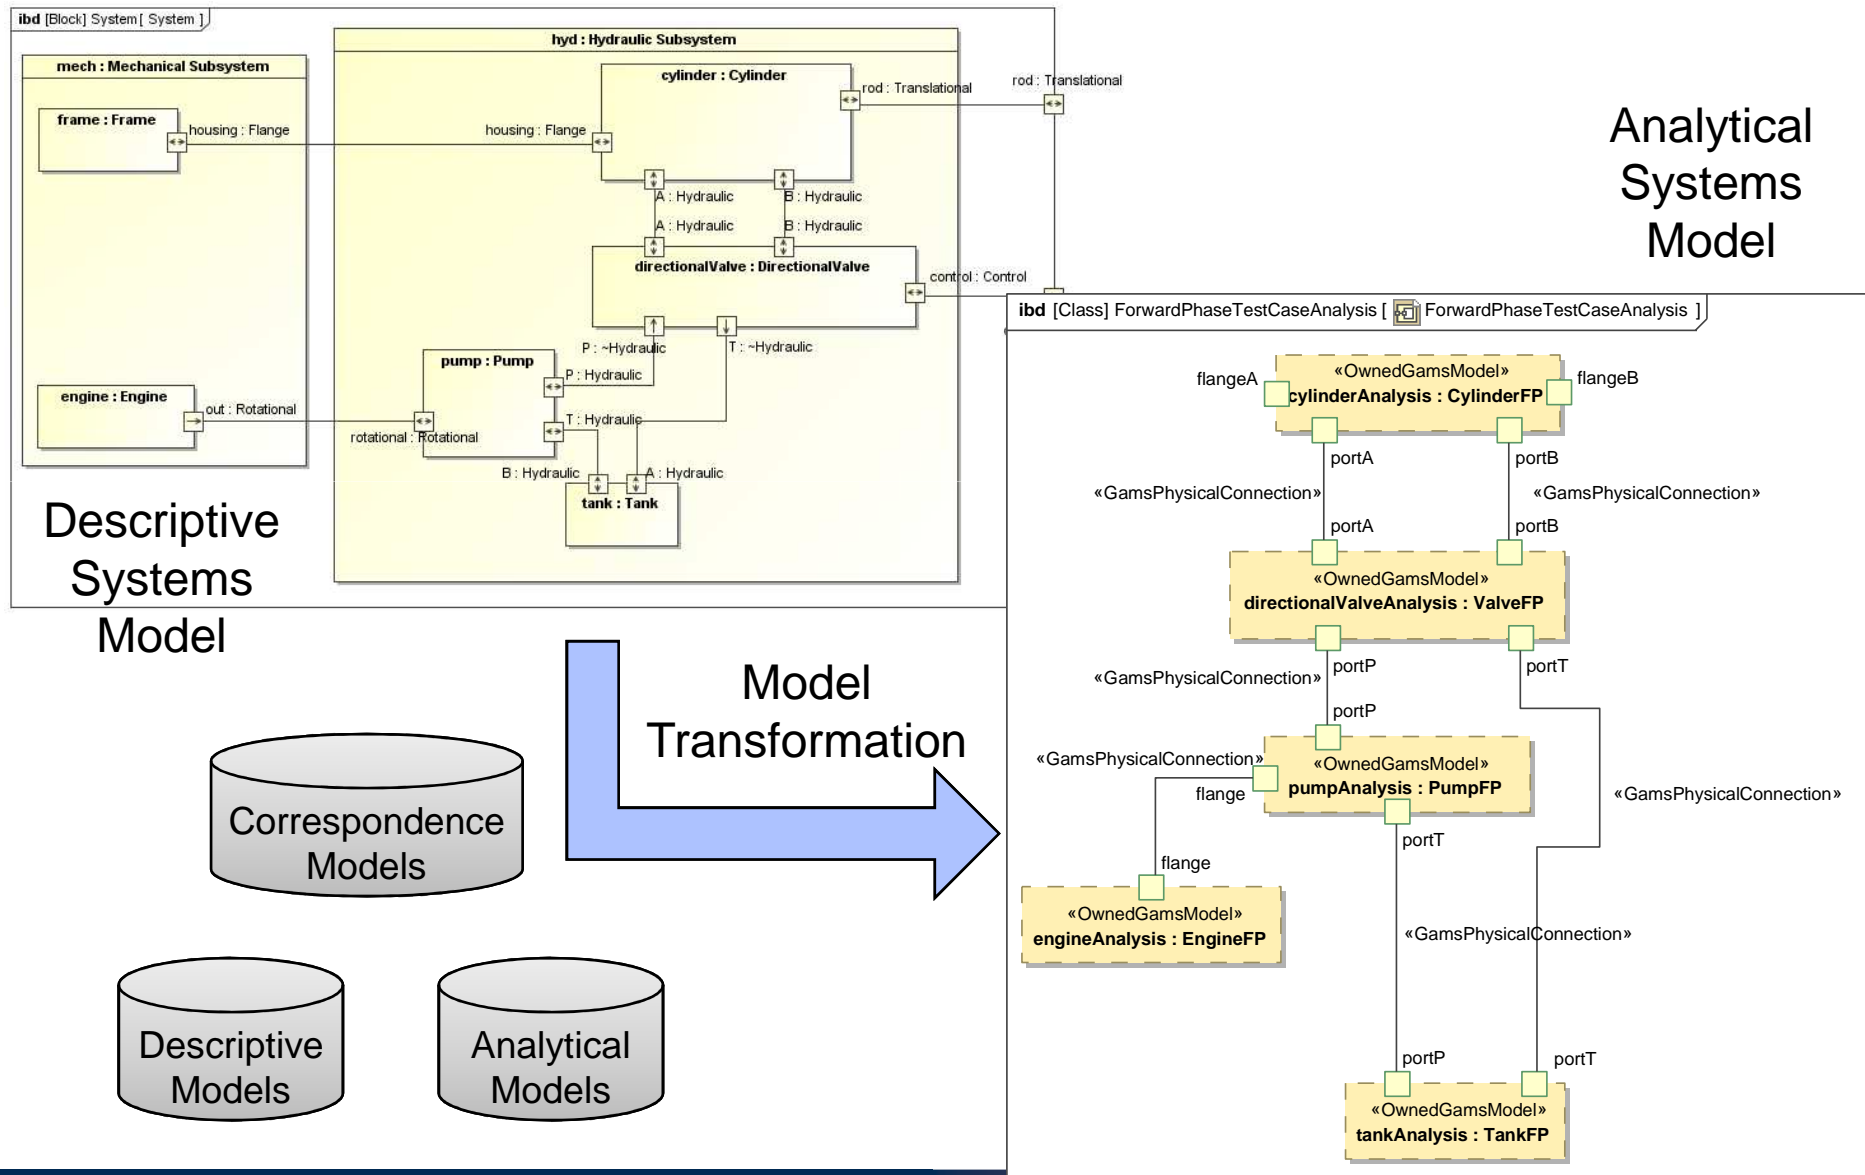 ibd [Block] System [ System ]
hyd : Hydraulic Subsystem
mech : Mechanical Subsystem
cylinder : Cylinder
rod : Translational
rod : Translational
frame : Frame
housing : Flange
housing : Flange
A : Hydraulic
B : Hydraulic
A : Hydraulic
B : Hydraulic
directionalValve : DirectionalValve
control : Control
P : ~Hydraulic
T : ~Hydraulic
pump : Pump
P : Hydraulic
engine : Engine
out : Rotational
T : Hydraulic
rotational : Rotational
B : Hydraulic
A : Hydraulic
tank : Tank
Descriptive
Systems
Model
Analytical
Systems
Model
Model
Transformation
Correspondence
Models
Descriptive
Models
Analytical
Models
ibd [Class] ForwardPhaseTestCaseAnalysis [ ForwardPhaseTestCaseAnalysis ]
flangeA
«OwnedGamsModel»
cylinderAnalysis : CylinderFP
flangeB
portA
portB
«GamsPhysicalConnection»
«GamsPhysicalConnection»
portA
portB
«OwnedGamsModel»
directionalValveAnalysis : ValveFP
portP
portT
«GamsPhysicalConnection»
portP
«GamsPhysicalConnection»
«OwnedGamsModel»
pumpAnalysis : PumpFP
flange
«GamsPhysicalConnection»
portT
flange
«OwnedGamsModel»
engineAnalysis : EngineFP
«GamsPhysicalConnection»
portP
portT
«OwnedGamsModel»
tankAnalysis : TankFP